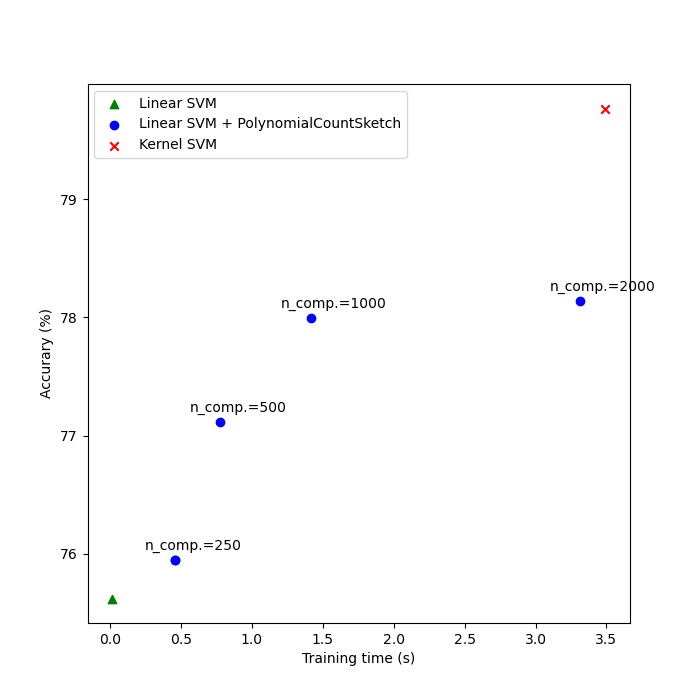 Linear SVM
Linear SVM + PolynomialCountSketch
Kernel SVM
79
78
77
76
Accurary (%)
n_comp.=2000
n_comp.=1000
n_comp.=500
n_comp.=250
0.0 0.5 1.0 1.5 2.0 2.5 3.0 3.5
Training time (s)